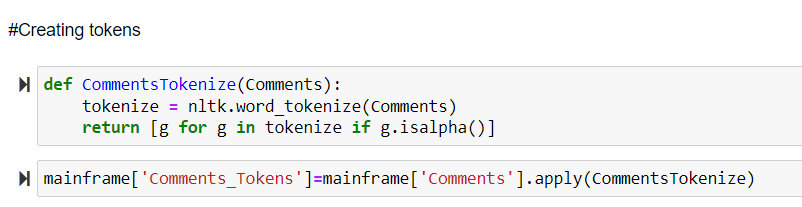 #Creating tokens
def CommentsTokenize(Comments):
    tokenize = nltk.word_tokenize(Comments)
    return [g for g in tokenize if g.isalpha()]
mainframe['Comments_Tokens']=mainframe['Comments'].apply(CommentsTokenize)